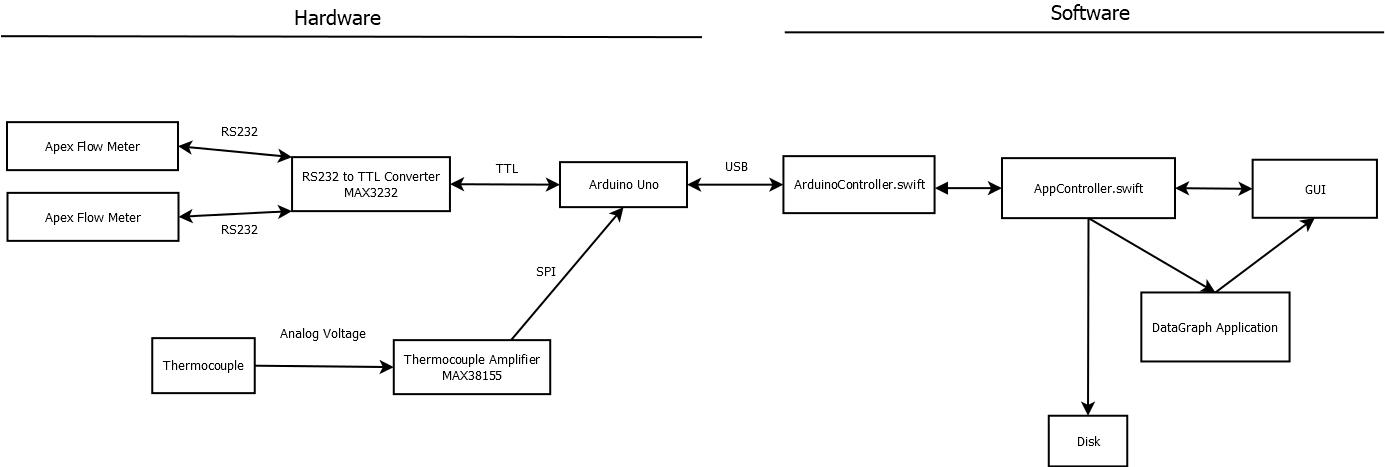 Hardware
Software
Apex Flow Meter
RS232
RS232 to TTL Converter
MAX3232
TTL
Arduino Uno
USB
ArduinoController.swift
AppController.swift
GUI
Apex Flow Meter
RS232
SPI
DataGraph Application
Analog Voltage
Thermocouple
Thermocouple Amplifier
MAX38155
Disk